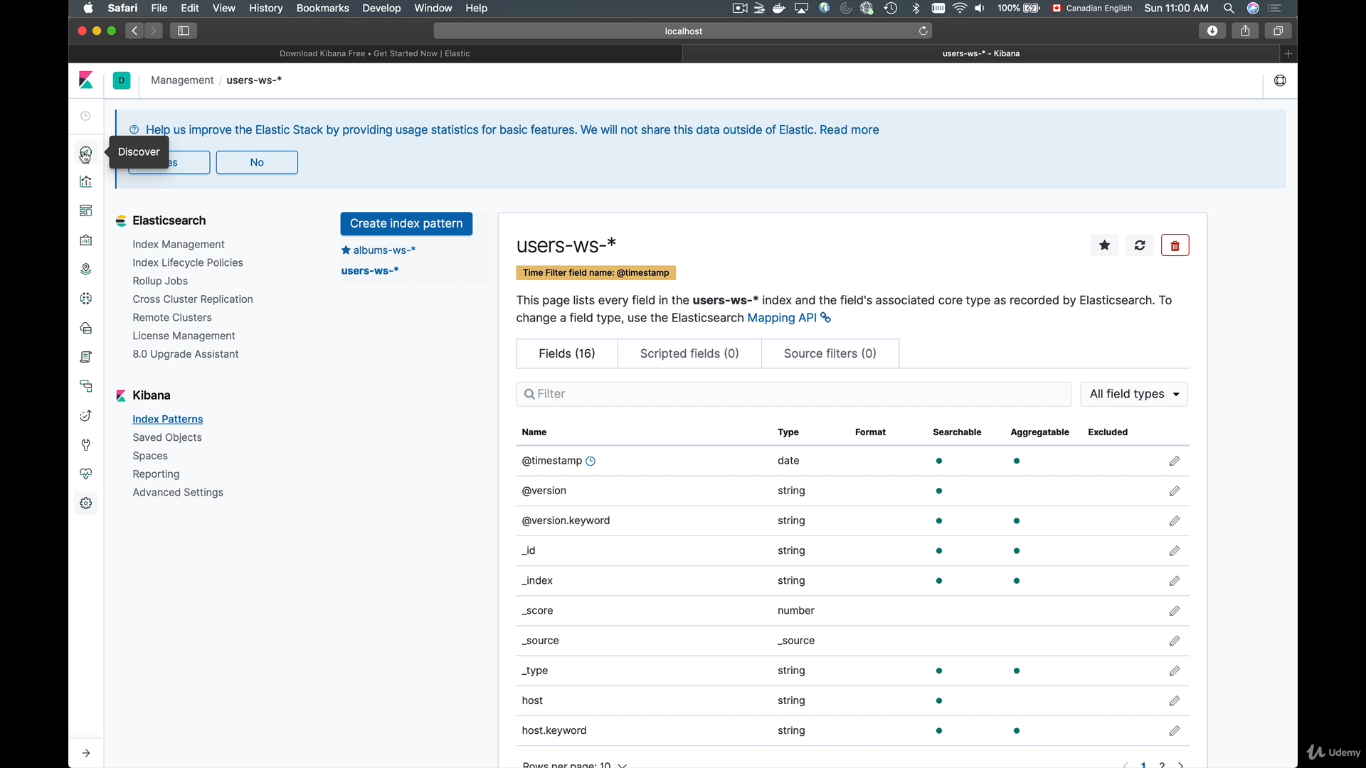 Safari File Edit View History Bookmarks Develop Window Help 100% Canadian English Sun 11:00 AM
localhost
Download Kibana Free • Get Started Now | Elastic
users-ws-* - Kibana
D Management / users-ws-*
Help us improve the Elastic Stack by providing usage statistics for basic features. We will not share this data outside of Elastic. Read more
Discover
No
Elasticsearch
Index Management
Index Lifecycle Policies
Rollup Jobs
Cross Cluster Replication
Remote Clusters
License Management
8.0 Upgrade Assistant
Kibana
Index Patterns
Saved Objects
Spaces
Reporting
Advanced Settings
Create index pattern
albums-ws-*
users-ws-*
users-ws-*
Time Filter field name: @timestamp
This page lists every field in the users-ws-* index and the field's associated core type as recorded by Elasticsearch. To
change a field type, use the Elasticsearch Mapping API
Fields (16) Scripted fields (0) Source filters (0)
Filter All field types
Name Type Format Searchable Aggregatable Excluded
@timestamp date
@version string
@version.keyword string
_id string
_index string
_score number
_source _source
_type string
host string
host.keyword string
Rows per page: 10 1 2
Udemy